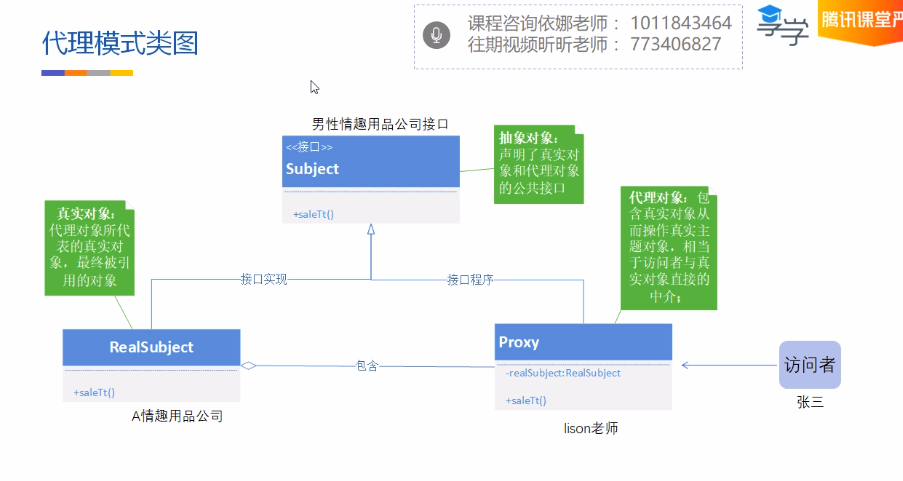 代理模式类图
课程咨询依娜老师：1011843464
往期视频昕昕老师：773406827
享学
腾讯课堂严
男性情趣用品公司接口
<<接口>>
Subject
+saleTt()
抽象对象：
声明了真实对
象和代理对象
的公共接口
真实对象：
代理对象所代
表的真实对
象，最终被引
用的对象
代理对象：包
含真实对象从
而操作真实主
题对象，相当
于访问者与真
实对象直接的
中介；
接口实现
接口程序
RealSubject
+saleTt()
A情趣用品公司
包含
Proxy
-realSubject:RealSubject
+saleTt()
lison老师
访问者
张三